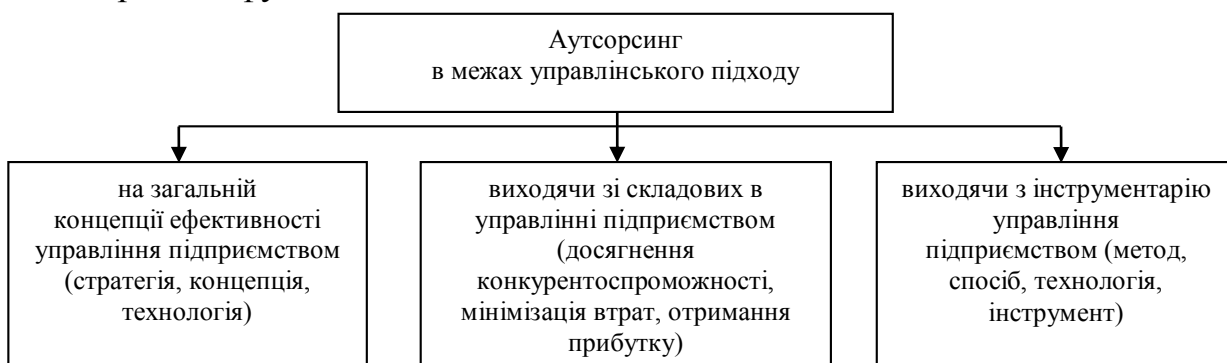 Аутсорсинг
в межах управлінського підходу
на загальній
концепції ефективності
управління підприємством
(стратегія, концепція,
технологія)
виходячи зі складових в
управлінні підприємством
(досягнення
конкурентоспроможності,
мінімізація втрат, отримання
прибутку)
виходячи з інструментарію
управління
підприємством (метод,
спосіб, технологія,
інструмент)